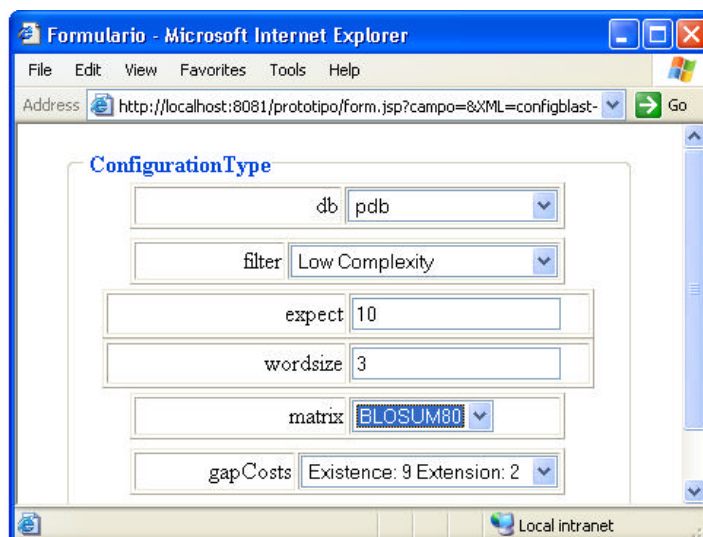 Formulario - Microsoft Internet Explorer
File Edit View Favorites Tools Help
Address http://localhost:8081/prototipo/form.jsp?campo=&XML=configblast- Go
ConfigurationType
db pdb
filter Low Complexity
expect 10
wordsize 3
matrix BLOSUM80
gapCosts Existence: 9 Extension: 2
Local intranet